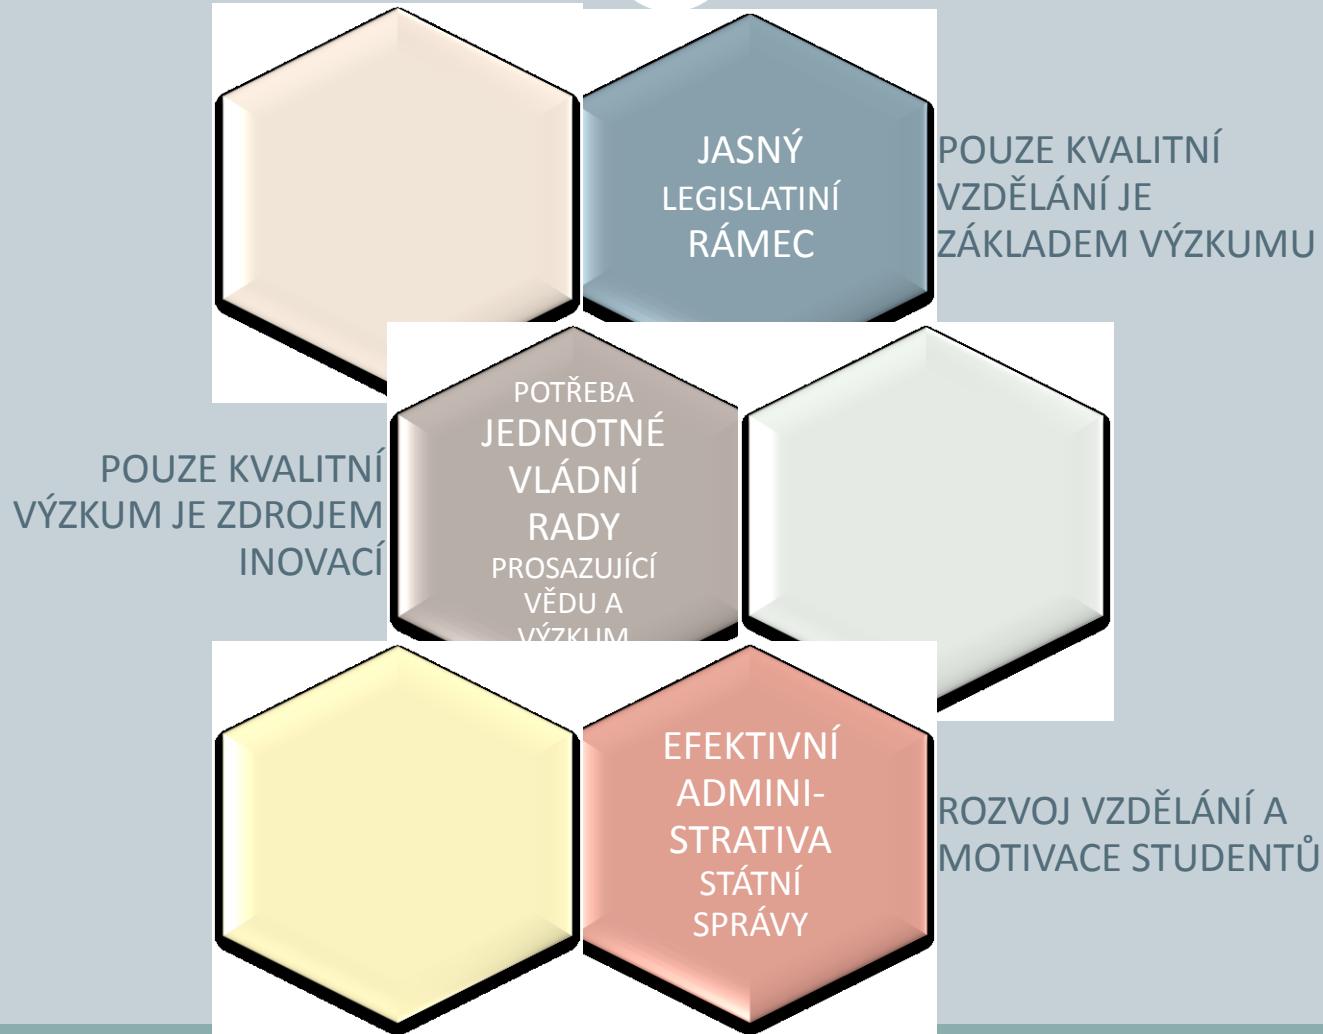 JASNÝ
LEGISLATINÍ
RÁMEC
POUZE KVALITNÍ
VZDĚLÁNÍ JE
ZÁKLADEM VÝZKUMU
POUZE KVALITNÍ
VÝZKUM JE ZDROJEM
INOVACÍ
POTŘEBA
JEDNOTNÉ
VLÁDNÍ
RADY
PROSAZUJÍCÍ
VĚDU A
VÝZKUM
EFEKTIVNÍ
ADMINI-
STRATIVA
STÁTNÍ
SPRÁVY
ROZVOJ VZDĚLÁNÍ A
MOTIVACE STUDENTŮ